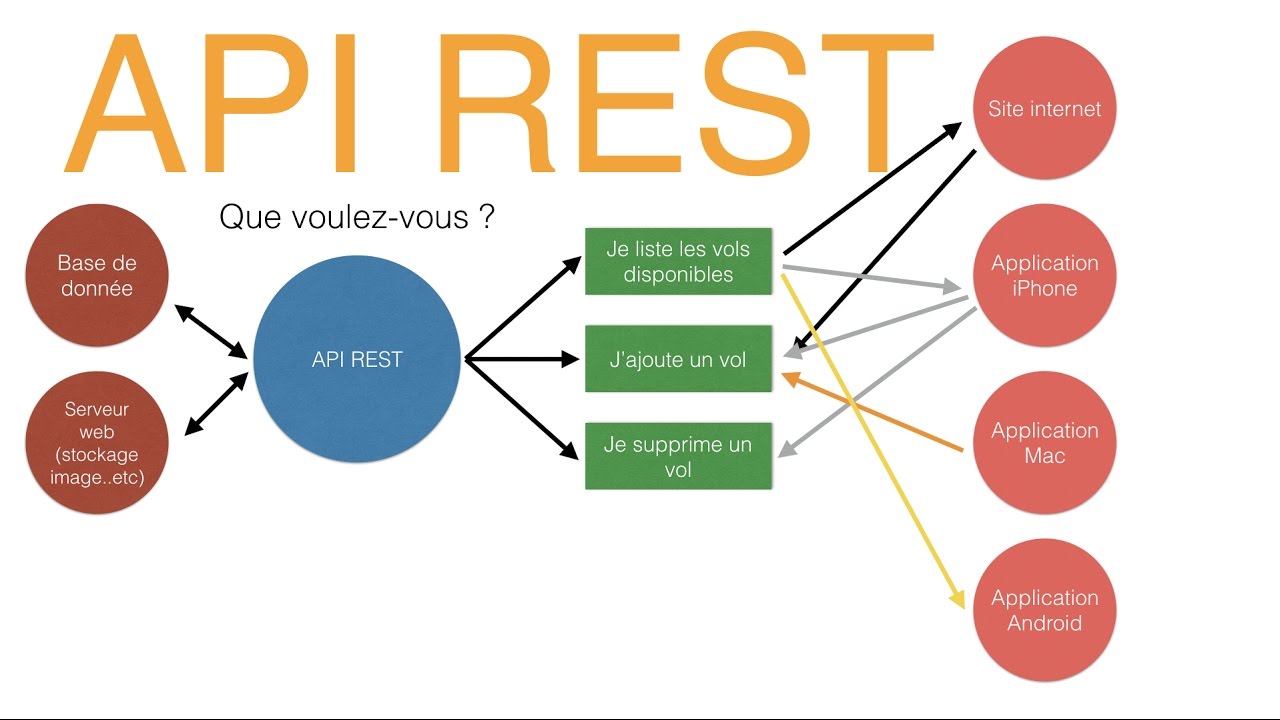 API REST
Que voulez-vous ?
Base de
donnée
Serveur
web
(stockage
image..etc)
API REST
Je liste les vols
disponibles
J'ajoute un vol
Je supprime un
vol
Site internet
Application
iPhone
Application
Mac
Application
Android